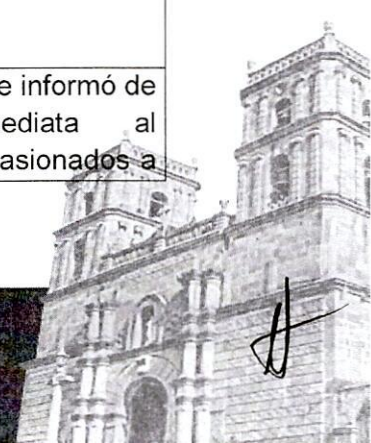 e informó de
ediata al
asionados a